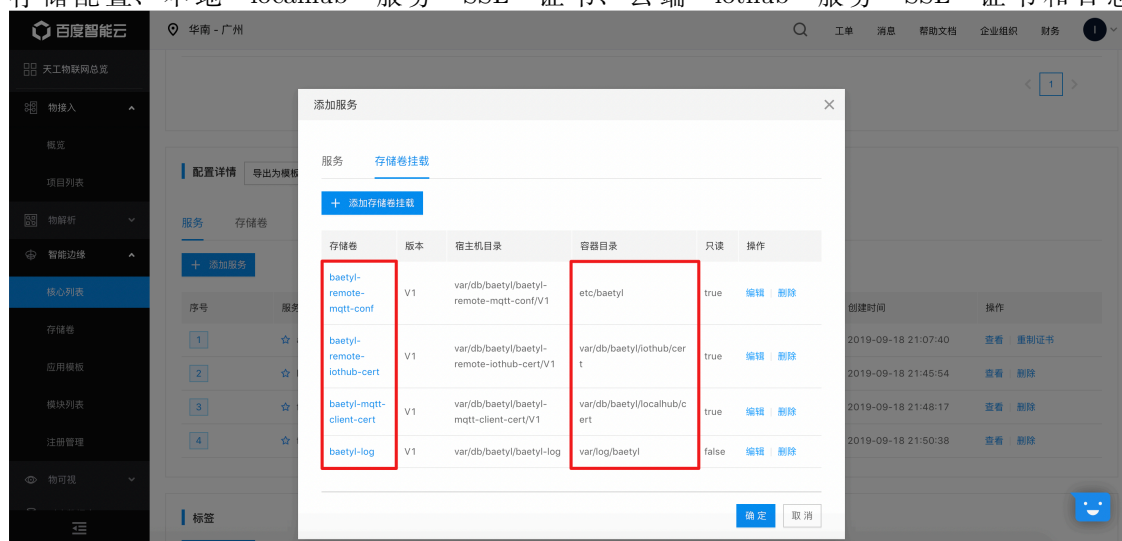 存储配置、本地 localhub 服务 SSL 证书、云端 iothub 服务 SSL 证书和日志
百度智能云
华南 - 广州
工单 消息 帮助文档 企业组织 财务 I
天工物联网总览
物接入
概览
项目列表
物解析
智能边缘
核心列表
存储卷
应用模板
模块列表
注册管理
物可视
1
配置详情 导出为模板
服务 存储卷
+ 添加服务
序号 服务
1
2
3
4
标签
添加服务
服务 存储卷挂载
+ 添加存储卷挂载
存储卷 版本 宿主机目录 容器目录 只读 操作
baetyl-
remote-
mqtt-conf
V1
var/db/baetyl/baetyl-
remote-mqtt-conf/V1
etc/baetyl
true
编辑 删除
baetyl-
remote-
iothub-cert
V1
var/db/baetyl/baetyl-
remote-iothub-cert/V1
var/db/baetyl/iothub/cer
t
true
编辑 删除
baetyl-mqtt-
client-cert
V1
var/db/baetyl/baetyl-
mqtt-client-cert/V1
var/db/baetyl/localhub/c
ert
true
编辑 删除
baetyl-log
V1
var/db/baetyl/baetyl-log
var/log/baetyl
false
编辑 删除
确定 取消
创建时间 操作
2019-09-18 21:07:40 查看 重制证书
2019-09-18 21:45:54 查看 删除
2019-09-18 21:48:17 查看 删除
2019-09-18 21:50:38 查看 删除